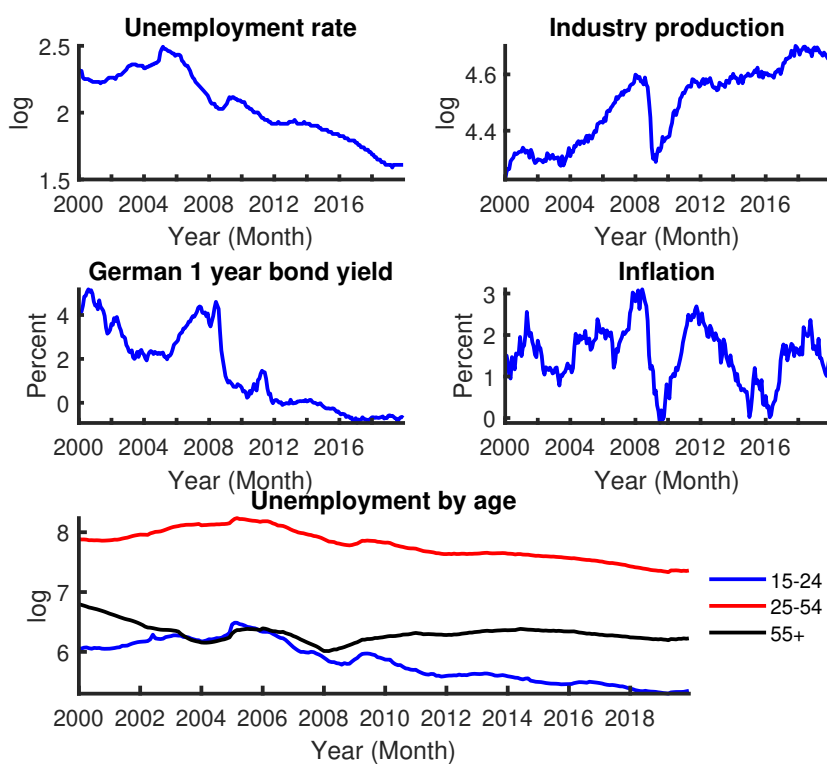 Unemployment rate
2.5
2
1.5
log
2000 2004 2008 2012 2016
Year (Month)
Industry production
4.6
4.4
log
2000 2004 2008 2012 2016
Year (Month)
German 1 year bond yield
4
2
0
Percent
2000 2004 2008 2012 2016
Year (Month)
Inflation
3
2
1
0
Percent
2000 2004 2008 2012 2016
Year (Month)
Unemployment by age
8
7
6
log
2000 2002 2004 2006 2008 2010 2012 2014 2016 2018
Year (Month)
15-24
25-54
55+